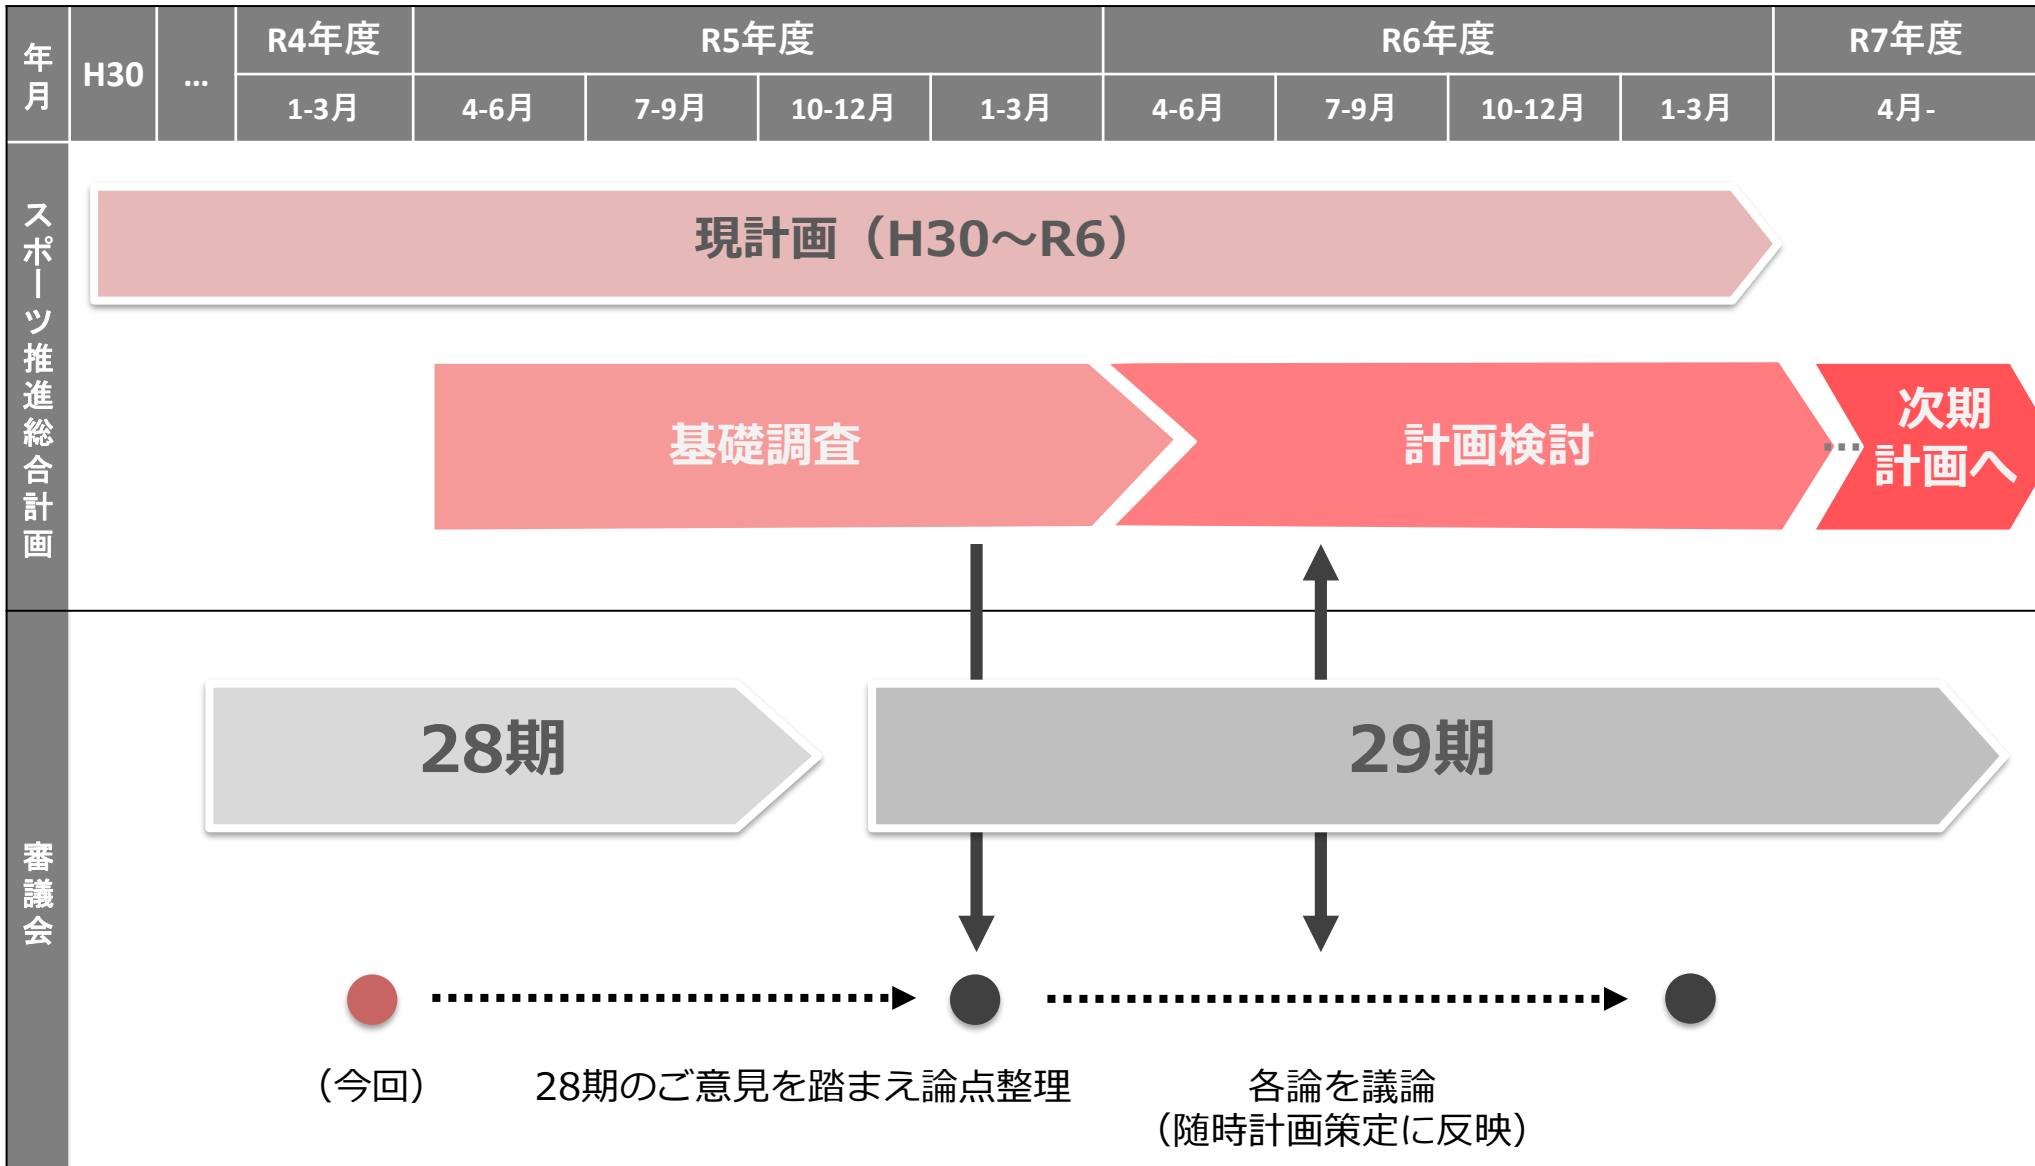 年月
H30
...
R4年度
R5年度
R6年度
R7年度
1-3月
4-6月
7-9月
10-12月
1-3月
4-6月
7-9月
10-12月
1-3月
4月-
スポーツ推進総合計画
現計画（H30～R6）
基礎調査
計画検討
次期
計画へ
審議会
28期
29期
（今回）
28期のご意見を踏まえ論点整理
各論を議論
（随時計画策定に反映）